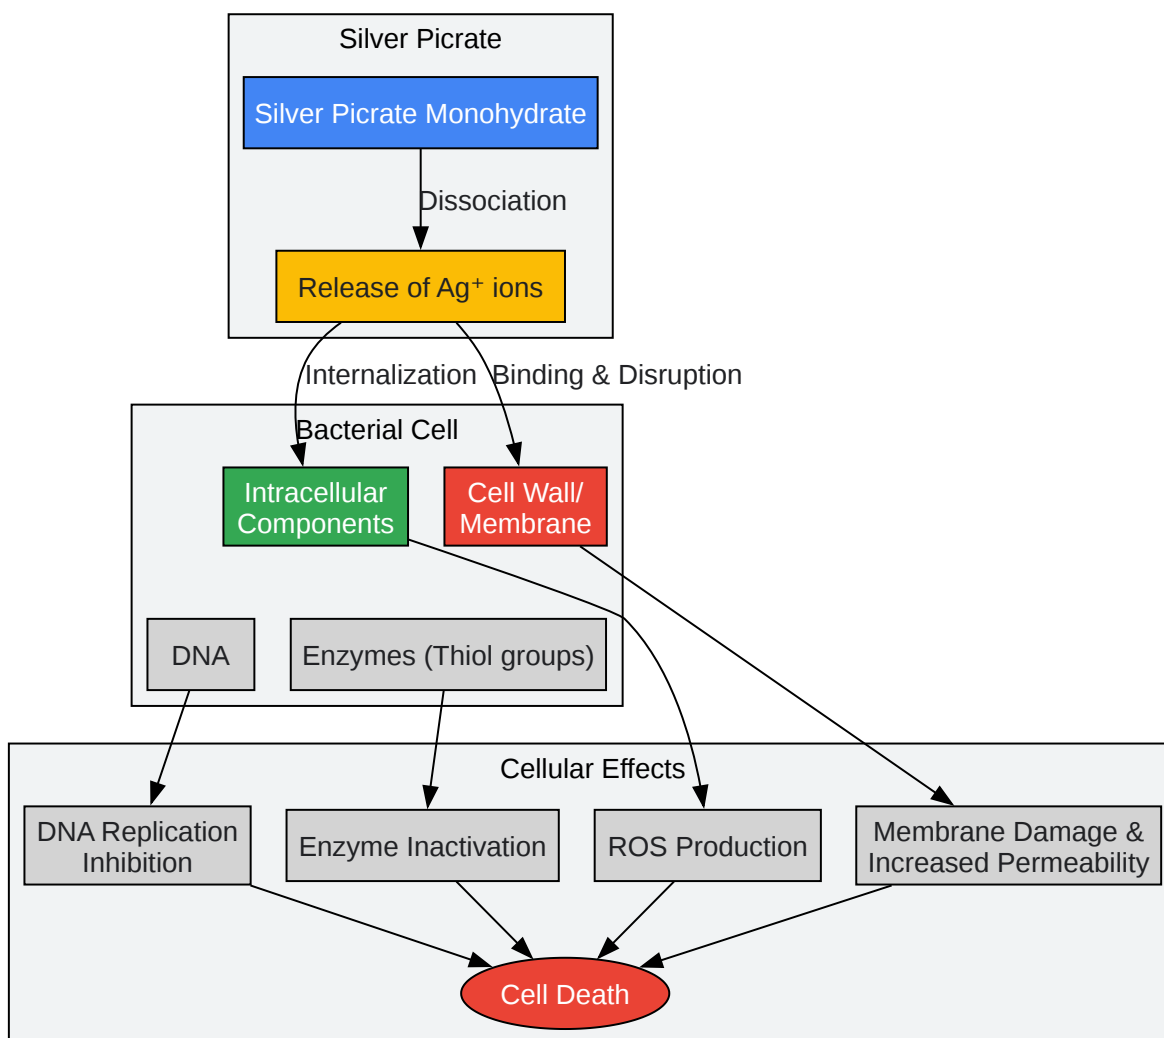 Silver Picrate
Silver Picrate Monohydrate
Dissociation
Release of Ag⁺ ions
Internalization
Binding & Disruption
Bacterial Cell
Intracellular
Components
Cell Wall/
Membrane
DNA
Enzymes (Thiol groups)
Cellular Effects
DNA Replication
Inhibition
Enzyme Inactivation
ROS Production
Membrane Damage &
Increased Permeability
Cell Death